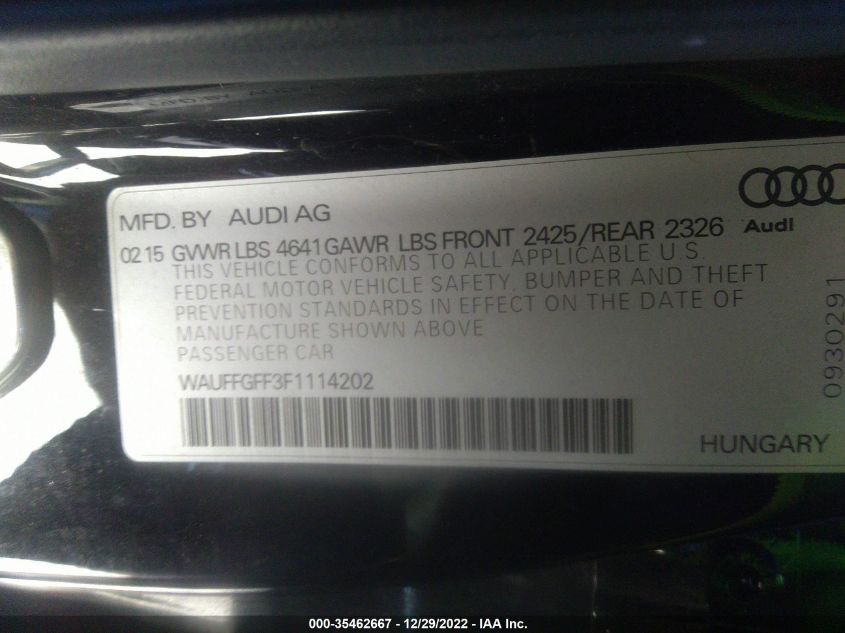 MFD. BY AUDI AG
Audi
02 15 GVWR LBS 4641 GAWR LBS FRONT 2425/REAR 2326
THIS VEHICLE CONFORMS TO ALL APPLICABLE U.S.
FEDERAL MOTOR VEHICLE SAFETY, BUMPER AND THEFT
PREVENTION STANDARDS IN EFFECT ON THE DATE OF
MANUFACTURE SHOWN ABOVE
PASSENGER CAR
WAUFFGFF3F1114202
HUNGARY
0930291
000-35462667 - 12/29/2022 - IAA Inc.